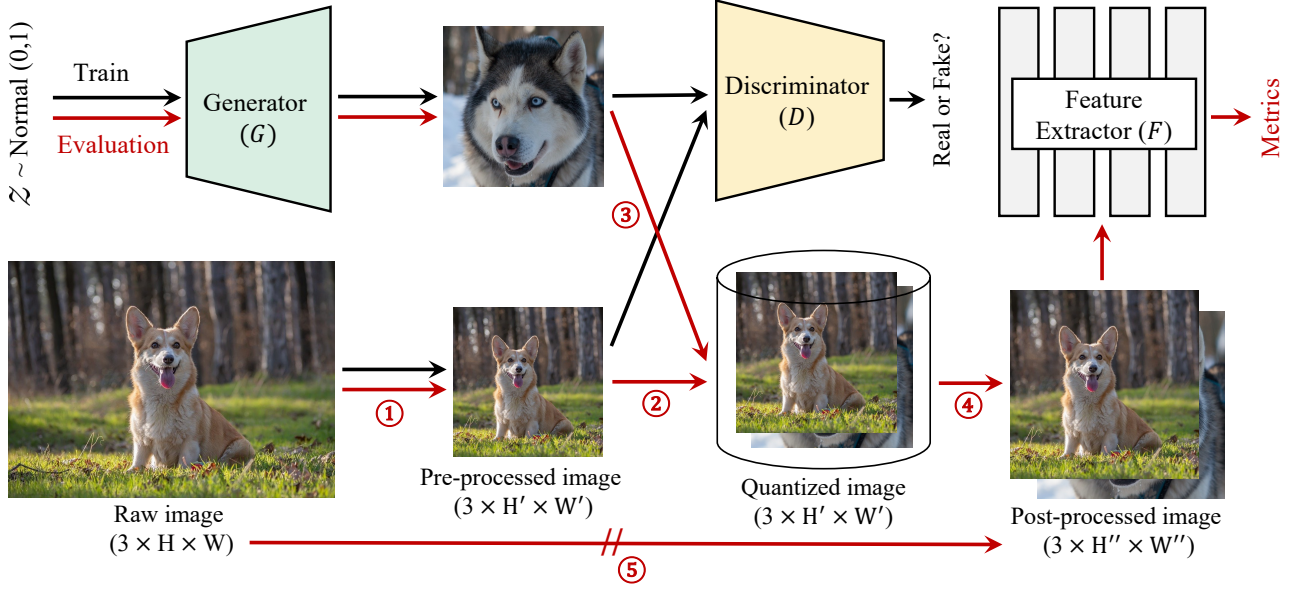 𝒵 ~ Normal (0,1)
Train
Evaluation
Generator
(G)
Discriminator
(D)
Real or Fake?
Feature
Extractor (F)
Metrics
③
①
②
④
Pre-processed image
(3 × H′ × W′)
Quantized image
(3 × H′ × W′)
Raw image
(3 × H × W)
Post-processed image
(3 × H′′ × W′′)
⑤